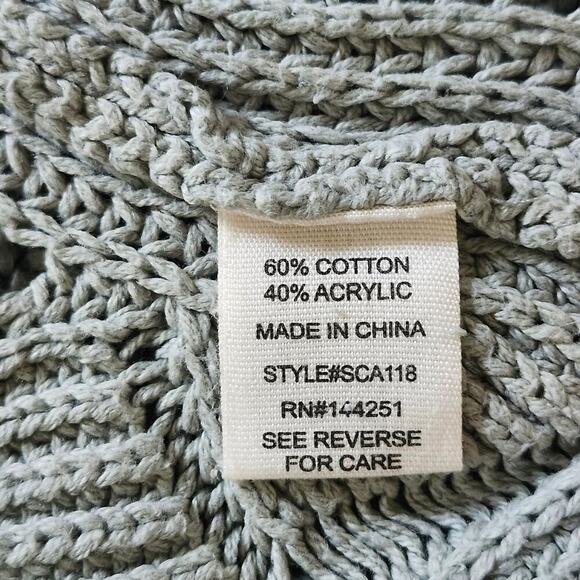 60% COTTON
40% ACRYLIC
MADE IN CHINA
STYLE#SCA118
RN#144251
SEE REVERSE
FOR CARE